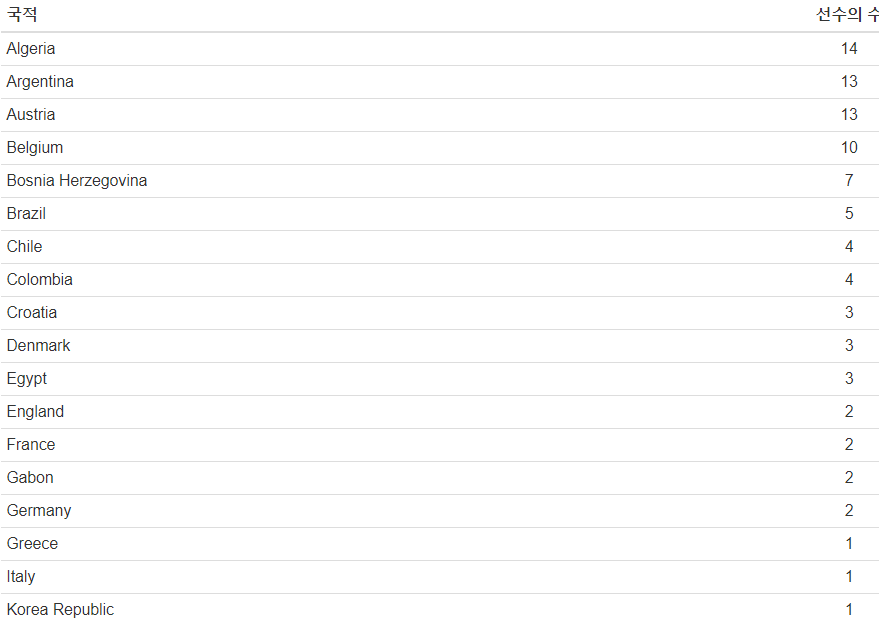 국적 선수의 수
Algeria 14
Argentina 13
Austria 13
Belgium 10
Bosnia Herzegovina 7
Brazil 5
Chile 4
Colombia 4
Croatia 3
Denmark 3
Egypt 3
England 2
France 2
Gabon 2
Germany 2
Greece 1
Italy 1
Korea Republic 1